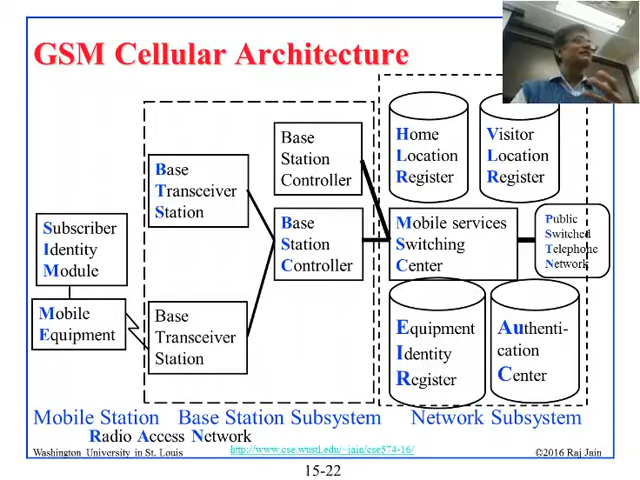 GSM Cellular Architecture
Subscriber
Identity
Module
Mobile
Equipment
Base
Transceiver
Station
Base
Transceiver
Station
Base
Station
Controller
Base
Station
Controller
Home
Location
Register
Visitor
Location
Register
Mobile services
Switching
Center
Public
Switched
Telephone
Network
Equipment
Identity
Register
Authenti-
cation
Center
Mobile Station
Base Station Subsystem
Network Subsystem
Radio Access Network
Washington University in St. Louis
http://www.cse.wustl.edu/~jain/cse574-16/
©2016 Raj Jain
15-22